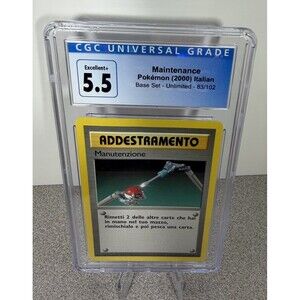 CGC UNIVERSAL GRADE
Excellent+
5.5
Maintenance
Pokémon (2000) Italian
Base Set - Unlimited - 83/102
ADDESTRAMENTO
Manutenzione
Rimetti 2 delle altre carte che hai
in mano nel tuo mazzo,
rimischialo e poi pesca una carta.